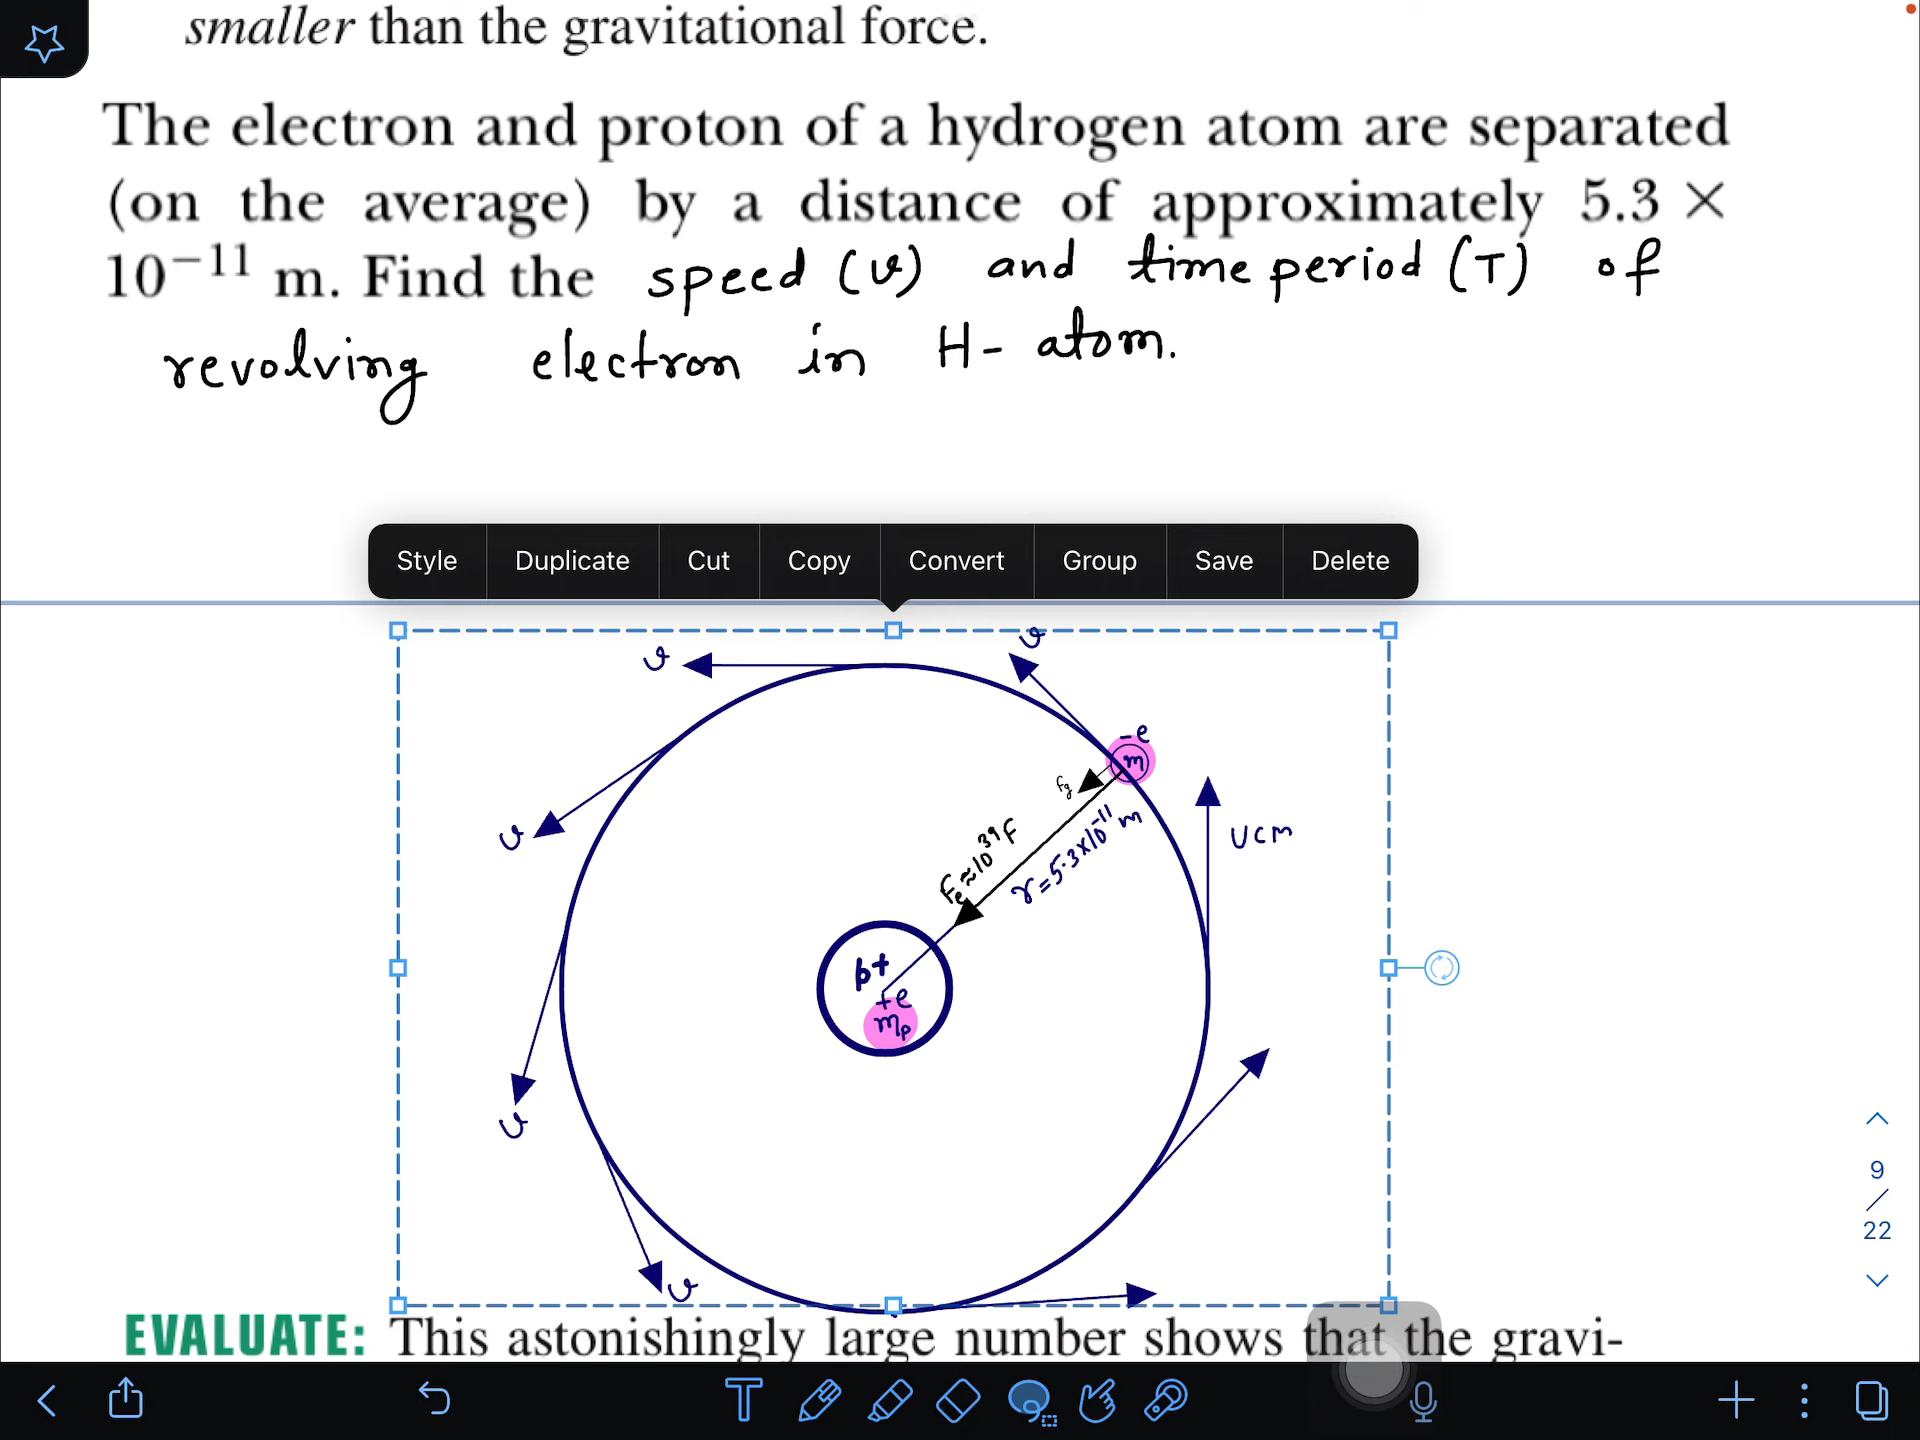 smaller than the gravitational force.
The electron and proton of a hydrogen atom are separated
(on the average) by a distance of approximately 5.3 ×
10⁻¹¹ m. Find the speed (v) and time period (T) of
revolving electron in H- atom.
Style Duplicate Cut Copy Convert Group Save Delete
v
v
-e
m
Fg
v
UCM
Fe≈10³⁹F
r=5.3×10⁻¹¹m
p+
+e
mp
v
v
9
/
22
EVALUATE: This astonishingly large number shows that the gravi-
T